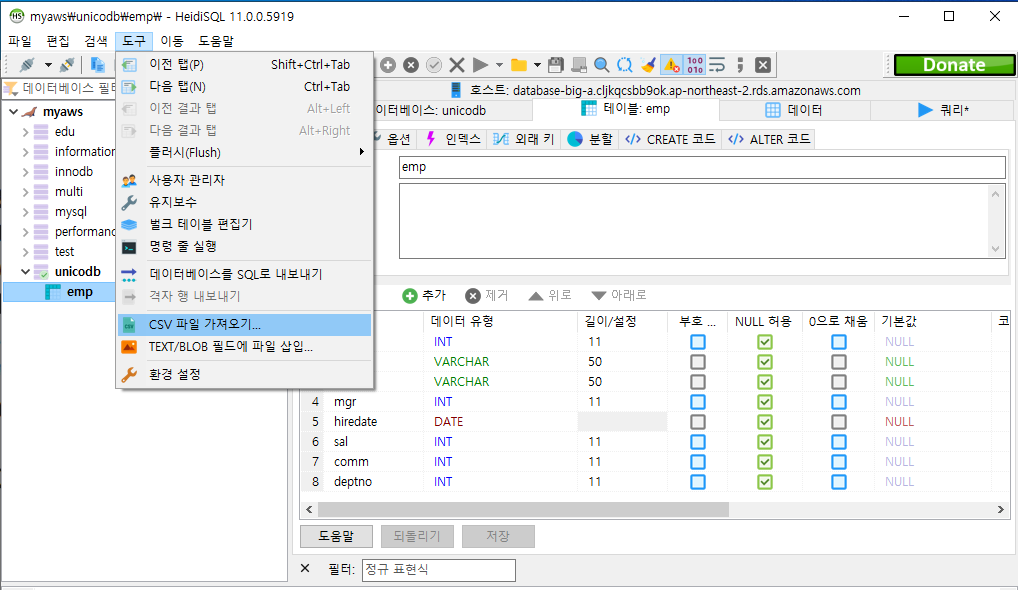 HS myaws₩unicodb₩emp₩ - HeidiSQL 11.0.0.5919
파일 편집 검색 도구 이동 도움말
Donate
데이터베이스 필터
호스트: database-big-a.cljkqcsbb9ok.ap-northeast-2.rds.amazonaws.com
이터베이스: unicodb 테이블: emp 데이터 쿼리*
옵션 인덱스 외래 키 분할 CREATE 코드 ALTER 코드
myaws
edu
information
innodb
multi
mysql
performanc
test
unicodb
emp
이전 탭(P) Shift+Ctrl+Tab
다음 탭(N) Ctrl+Tab
이전 결과 탭 Alt+Left
다음 결과 탭 Alt+Right
플러시(Flush)
사용자 관리자
유지보수
벌크 테이블 편집기
명령 줄 실행
데이터베이스를 SQL로 내보내기
격자 행 내보내기
CSV 파일 가져오기...
TEXT/BLOB 필드에 파일 삽입...
환경 설정
emp
추가 제거 위로 아래로
데이터 유형 길이/설정 부호 ... NULL 허용 0으로 채움 기본값 코
INT 11 NULL
VARCHAR 50 NULL
VARCHAR 50 NULL
4 mgr INT 11 NULL
5 hiredate DATE NULL
6 sal INT 11 NULL
7 comm INT 11 NULL
8 deptno INT 11 NULL
도움말 되돌리기 저장
필터: 정규 표현식